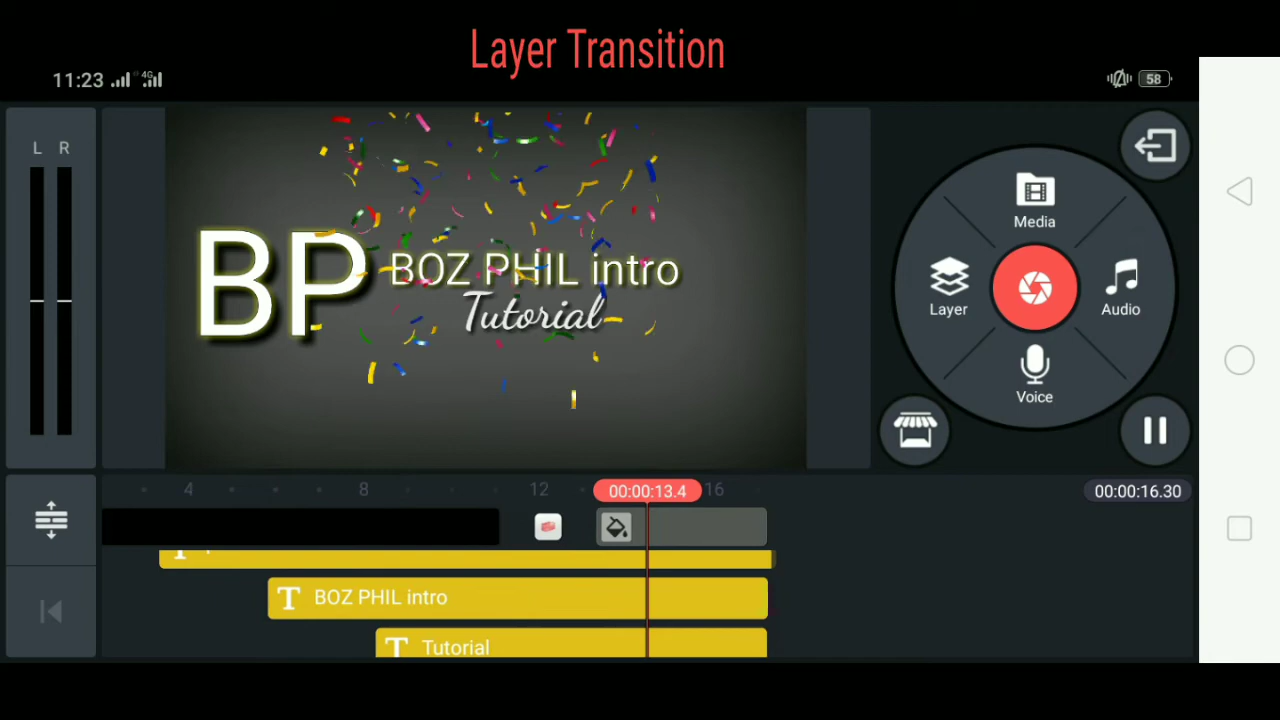 Layer Transition
11:23 4G 58
L R
BP BOZ PHIL intro
Tutorial
Media
Layer
Audio
Voice
4 8 12 00:00:13.4 16 00:00:16.30
T
T BOZ PHIL intro
T Tutorial